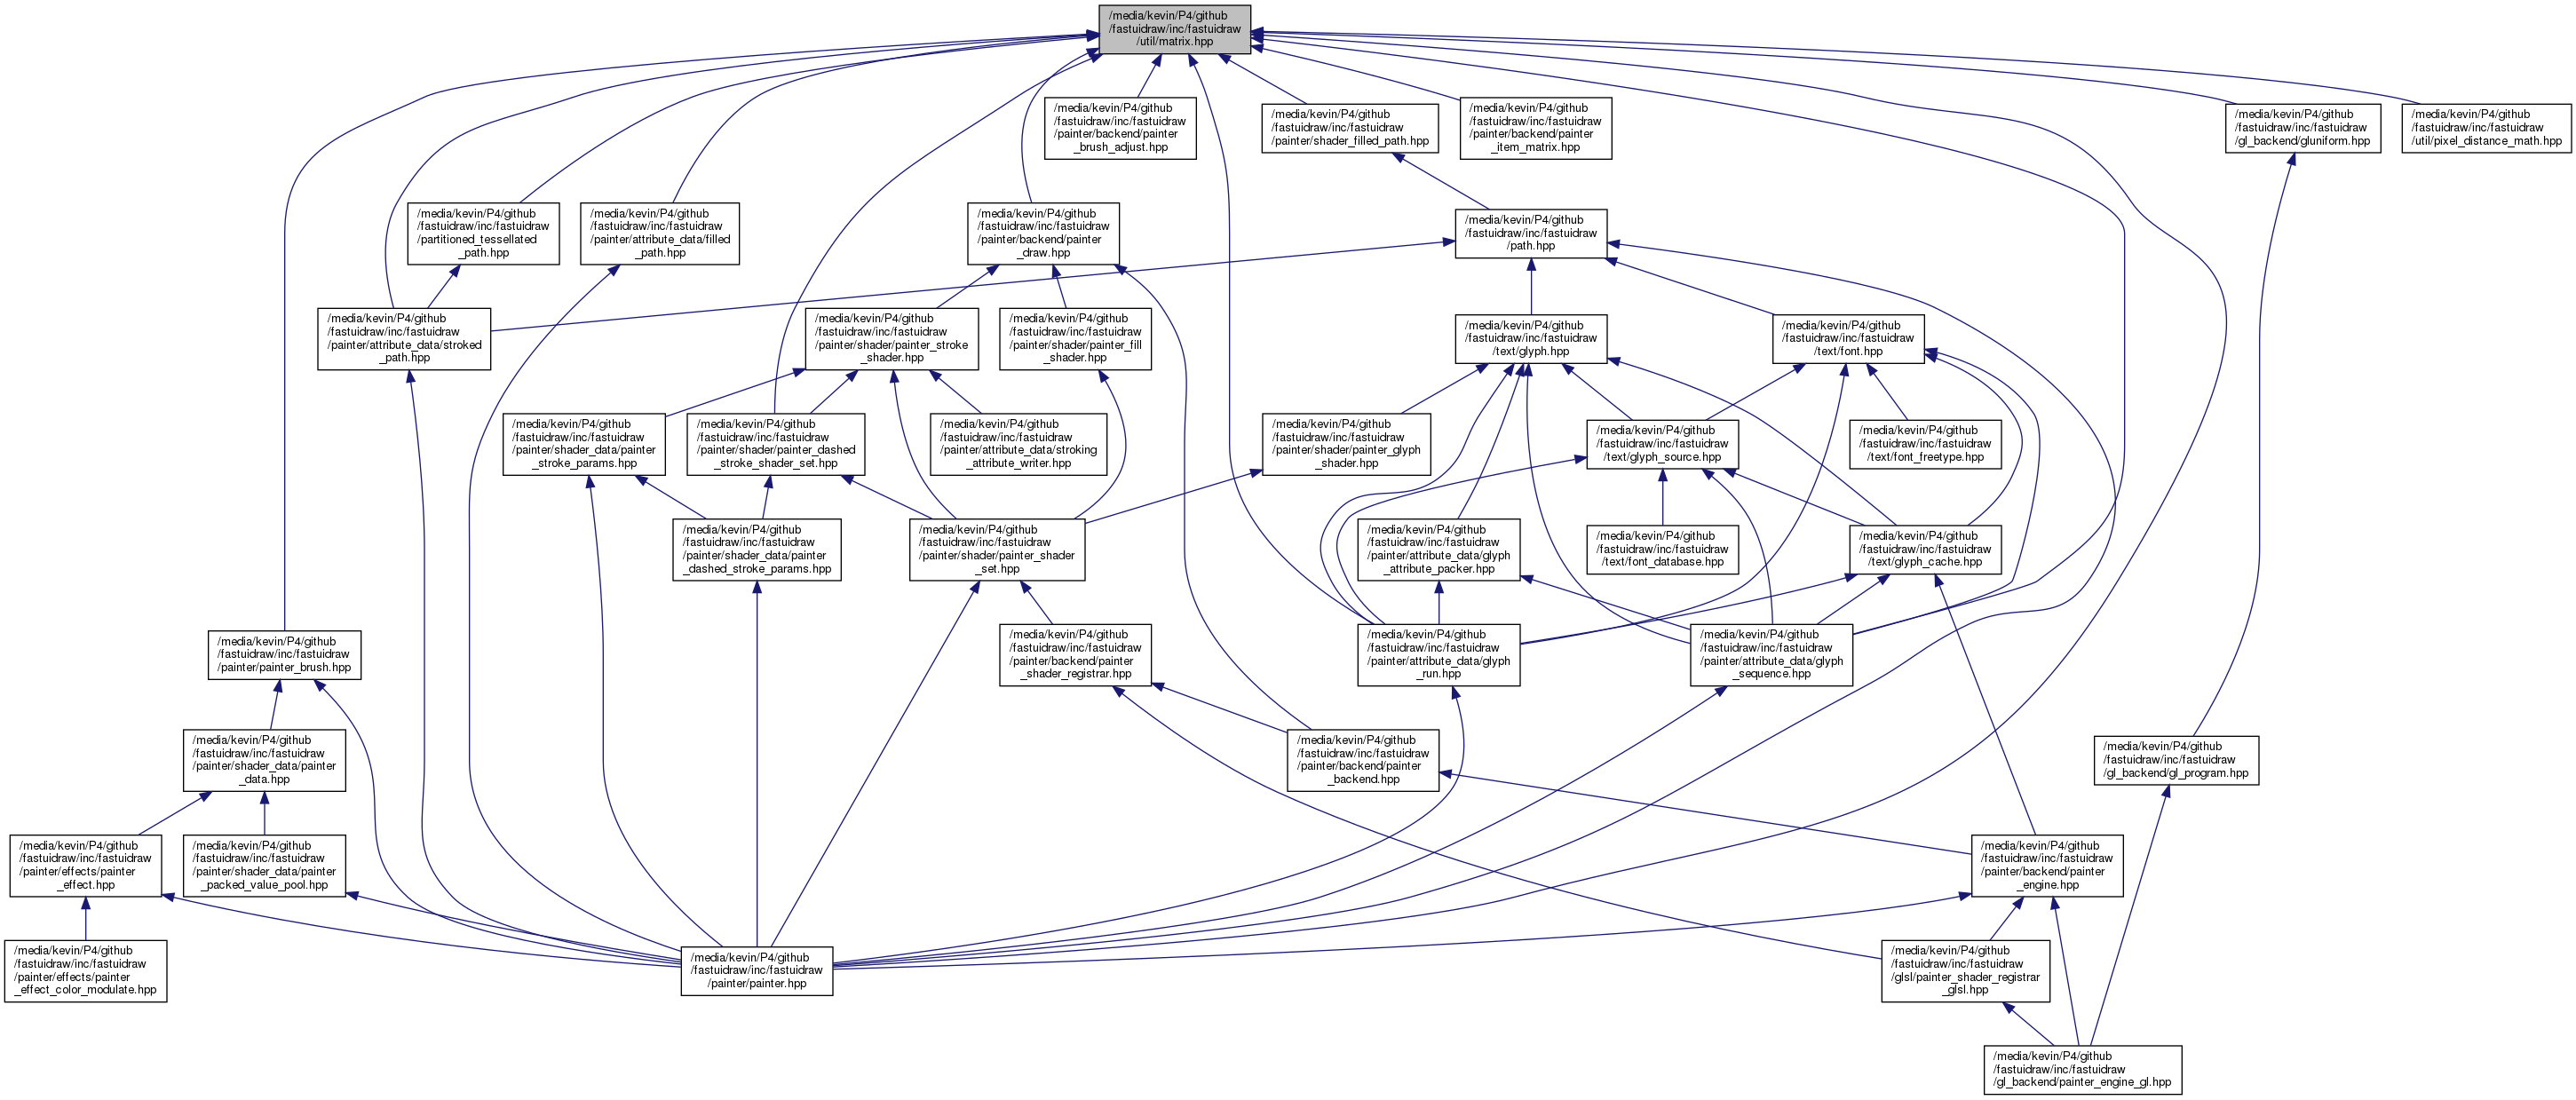 /media/kevin/P4/github
/fastuidraw/inc/fastuidraw
/util/matrix.hpp
/media/kevin/P4/github
/fastuidraw/inc/fastuidraw
/painter/backend/painter
_brush_adjust.hpp
/media/kevin/P4/github
/fastuidraw/inc/fastuidraw
/painter/shader_filled_path.hpp
/media/kevin/P4/github
/fastuidraw/inc/fastuidraw
/painter/backend/painter
_item_matrix.hpp
/media/kevin/P4/github
/fastuidraw/inc/fastuidraw
/gl_backend/gluniform.hpp
/media/kevin/P4/github
/fastuidraw/inc/fastuidraw
/util/pixel_distance_math.hpp
/media/kevin/P4/github
/fastuidraw/inc/fastuidraw
/partitioned_tessellated
_path.hpp
/media/kevin/P4/github
/fastuidraw/inc/fastuidraw
/painter/attribute_data/filled
_path.hpp
/media/kevin/P4/github
/fastuidraw/inc/fastuidraw
/painter/backend/painter
_draw.hpp
/media/kevin/P4/github
/fastuidraw/inc/fastuidraw
/path.hpp
/media/kevin/P4/github
/fastuidraw/inc/fastuidraw
/painter/attribute_data/stroked
_path.hpp
/media/kevin/P4/github
/fastuidraw/inc/fastuidraw
/painter/shader/painter_stroke
_shader.hpp
/media/kevin/P4/github
/fastuidraw/inc/fastuidraw
/painter/shader/painter_fill
_shader.hpp
/media/kevin/P4/github
/fastuidraw/inc/fastuidraw
/text/glyph.hpp
/media/kevin/P4/github
/fastuidraw/inc/fastuidraw
/text/font.hpp
/media/kevin/P4/github
/fastuidraw/inc/fastuidraw
/painter/shader_data/painter
_stroke_params.hpp
/media/kevin/P4/github
/fastuidraw/inc/fastuidraw
/painter/shader/painter_dashed
_stroke_shader_set.hpp
/media/kevin/P4/github
/fastuidraw/inc/fastuidraw
/painter/attribute_data/stroking
_attribute_writer.hpp
/media/kevin/P4/github
/fastuidraw/inc/fastuidraw
/painter/shader/painter_glyph
_shader.hpp
/media/kevin/P4/github
/fastuidraw/inc/fastuidraw
/text/glyph_source.hpp
/media/kevin/P4/github
/fastuidraw/inc/fastuidraw
/text/font_freetype.hpp
/media/kevin/P4/github
/fastuidraw/inc/fastuidraw
/painter/shader_data/painter
_dashed_stroke_params.hpp
/media/kevin/P4/github
/fastuidraw/inc/fastuidraw
/painter/shader/painter_shader
_set.hpp
/media/kevin/P4/github
/fastuidraw/inc/fastuidraw
/painter/attribute_data/glyph
_attribute_packer.hpp
/media/kevin/P4/github
/fastuidraw/inc/fastuidraw
/text/font_database.hpp
/media/kevin/P4/github
/fastuidraw/inc/fastuidraw
/text/glyph_cache.hpp
/media/kevin/P4/github
/fastuidraw/inc/fastuidraw
/painter/painter_brush.hpp
/media/kevin/P4/github
/fastuidraw/inc/fastuidraw
/painter/backend/painter
_shader_registrar.hpp
/media/kevin/P4/github
/fastuidraw/inc/fastuidraw
/painter/attribute_data/glyph
_run.hpp
/media/kevin/P4/github
/fastuidraw/inc/fastuidraw
/painter/attribute_data/glyph
_sequence.hpp
/media/kevin/P4/github
/fastuidraw/inc/fastuidraw
/painter/shader_data/painter
_data.hpp
/media/kevin/P4/github
/fastuidraw/inc/fastuidraw
/painter/backend/painter
_backend.hpp
/media/kevin/P4/github
/fastuidraw/inc/fastuidraw
/gl_backend/gl_program.hpp
/media/kevin/P4/github
/fastuidraw/inc/fastuidraw
/painter/effects/painter
_effect.hpp
/media/kevin/P4/github
/fastuidraw/inc/fastuidraw
/painter/shader_data/painter
_packed_value_pool.hpp
/media/kevin/P4/github
/fastuidraw/inc/fastuidraw
/painter/backend/painter
_engine.hpp
/media/kevin/P4/github
/fastuidraw/inc/fastuidraw
/painter/effects/painter
_effect_color_modulate.hpp
/media/kevin/P4/github
/fastuidraw/inc/fastuidraw
/painter/painter.hpp
/media/kevin/P4/github
/fastuidraw/inc/fastuidraw
/glsl/painter_shader_registrar
_glsl.hpp
/media/kevin/P4/github
/fastuidraw/inc/fastuidraw
/gl_backend/painter_engine_gl.hpp